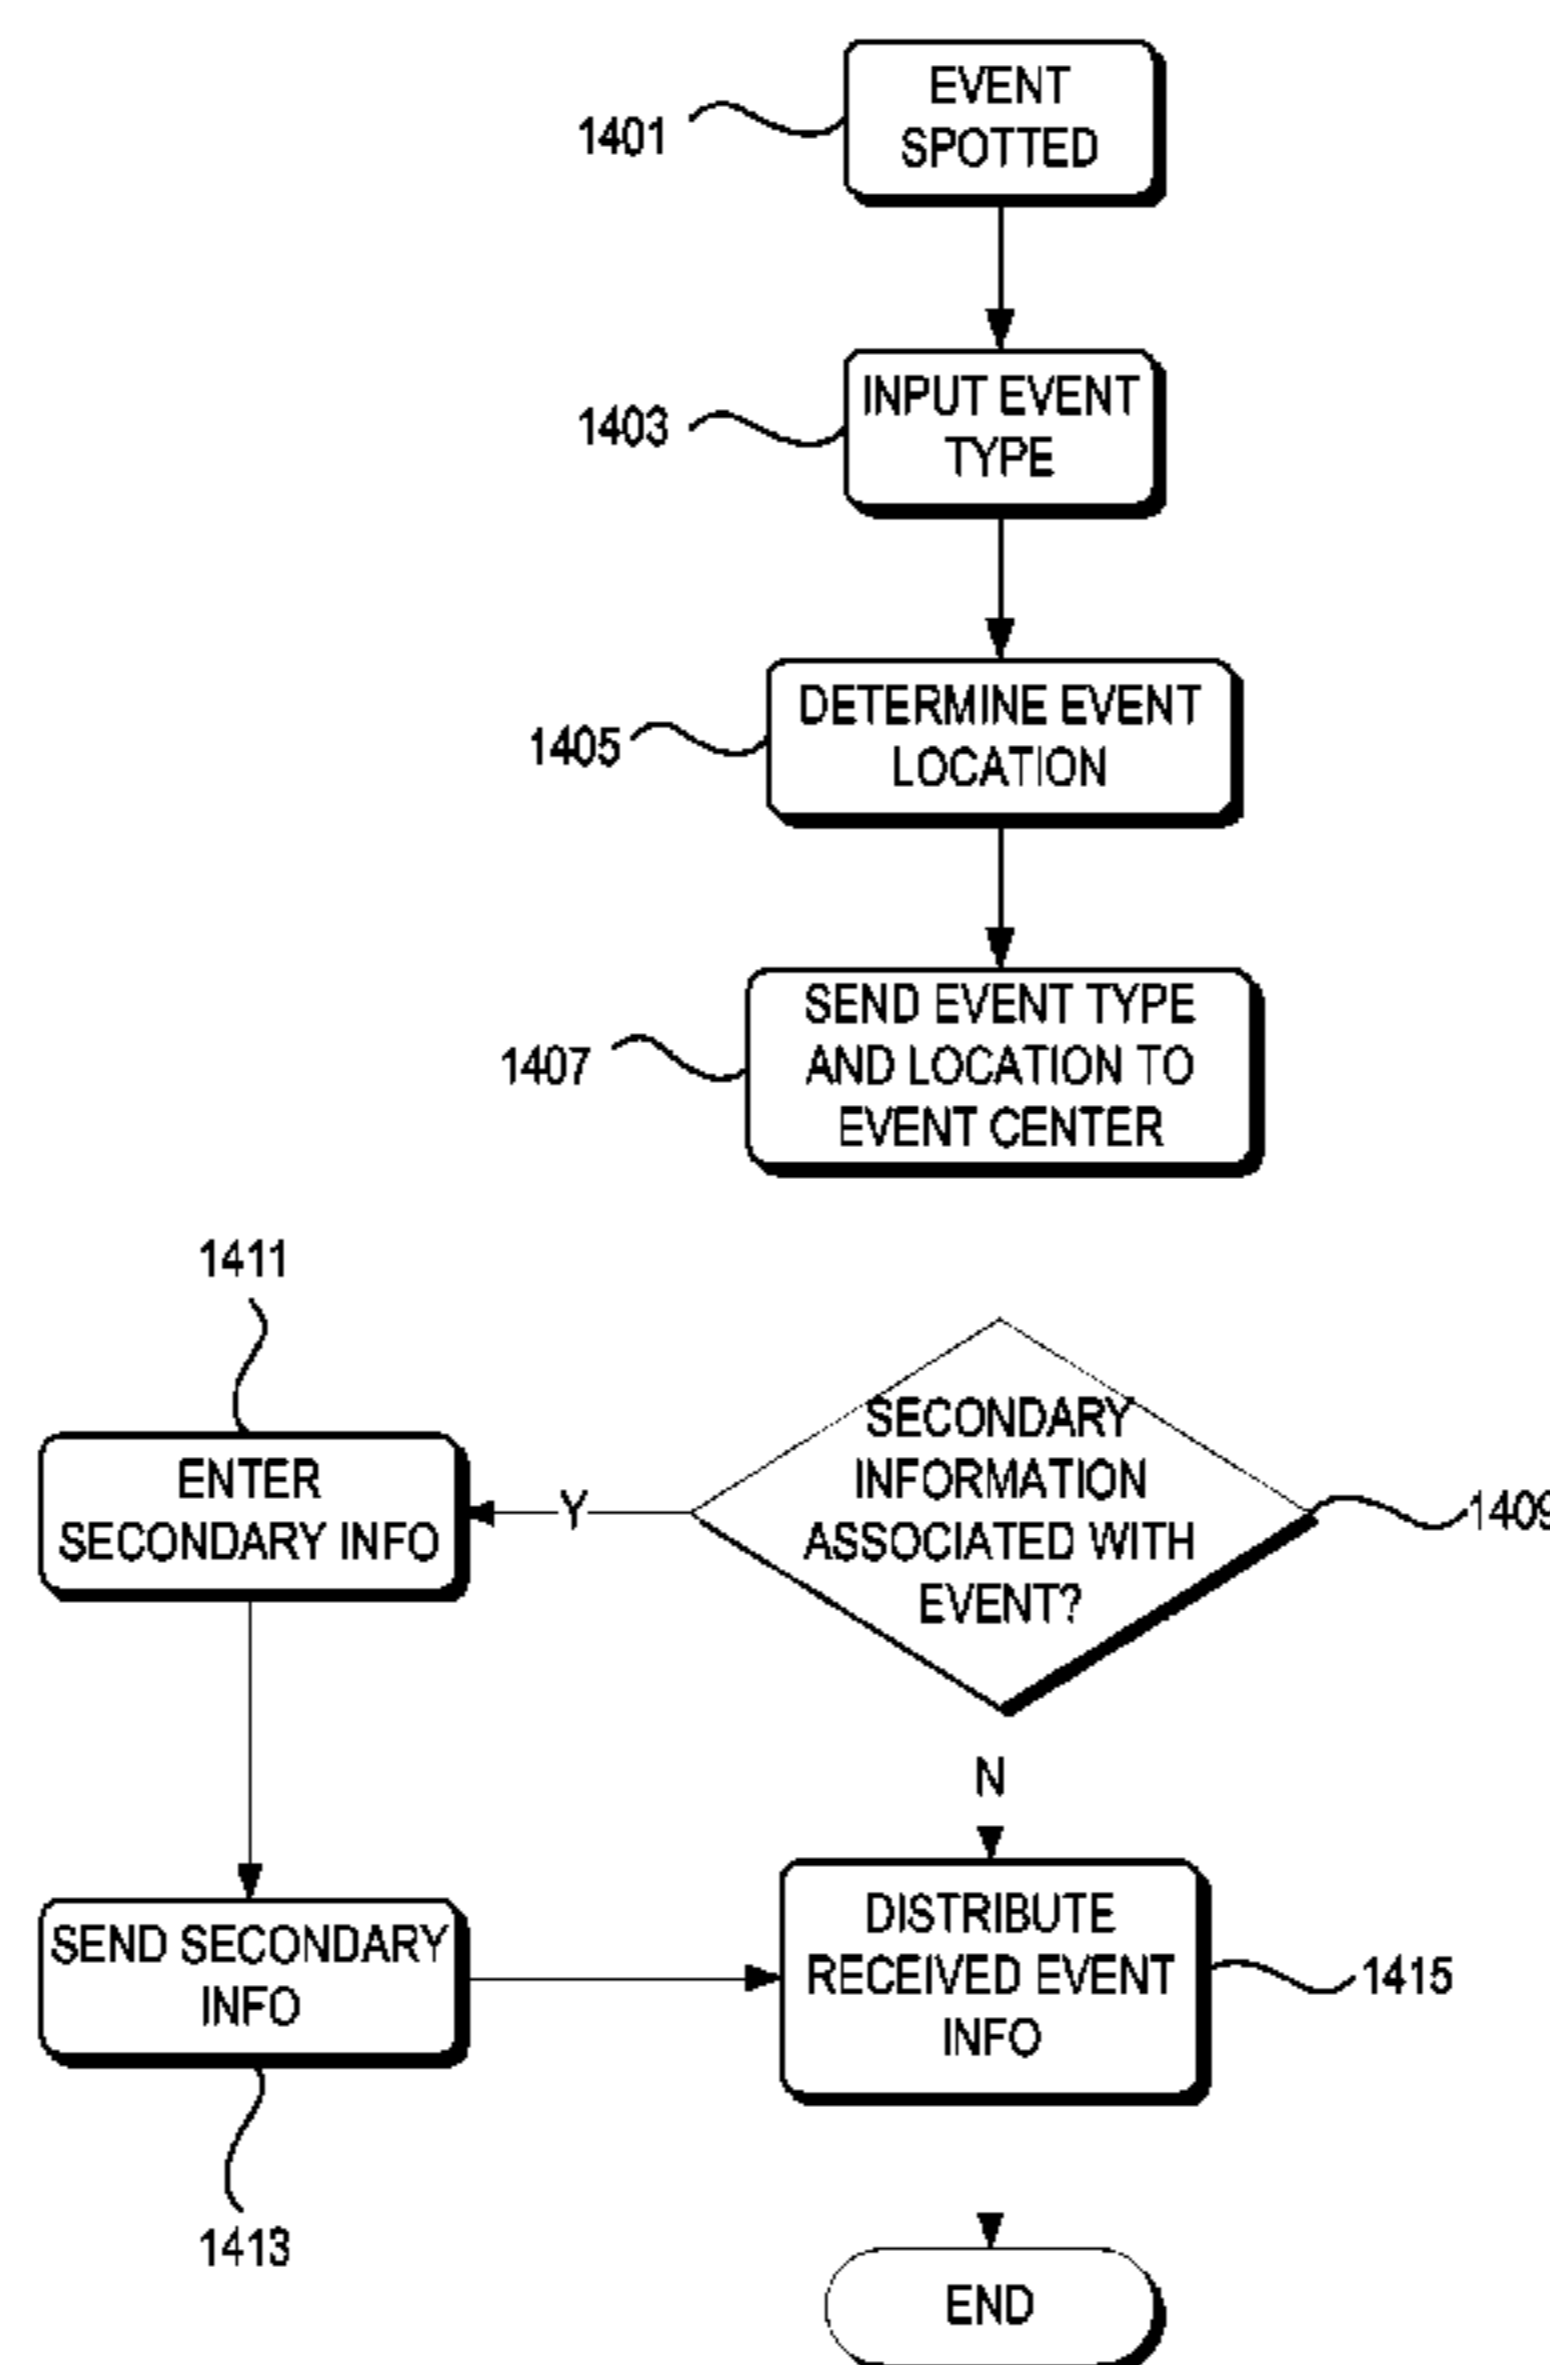 EVENT
SPOTTED
1401
INPUT EVENT
TYPE
1403
DETERMINE EVENT
LOCATION
1405
SEND EVENT TYPE
AND LOCATION TO
EVENT CENTER
1407
1411
ENTER
SECONDARY INFO
Y
SECONDARY
INFORMATION
ASSOCIATED WITH
EVENT?
1409
N
SEND SECONDARY
INFO
DISTRIBUTE
RECEIVED EVENT
INFO
1415
1413
END